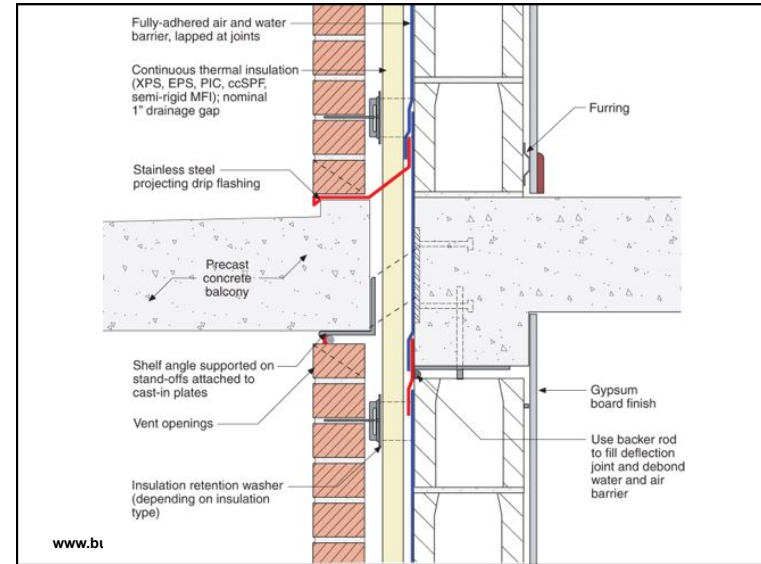 Fully-adhered air and water
barrier, lapped at joints
Continuous thermal insulation
(XPS, EPS, PIC, ccSPF,
semi-rigid MFI); nominal
1" drainage gap
Furring
Stainless steel
projecting drip flashing
Precast
concrete
balcony
Shelf angle supported on
stand-offs attached to
cast-in plates
Vent openings
Gypsum
board finish
Use backer rod
to fill deflection
joint and debond
water and air
barrier
Insulation retention washer
(depending on insulation
type)